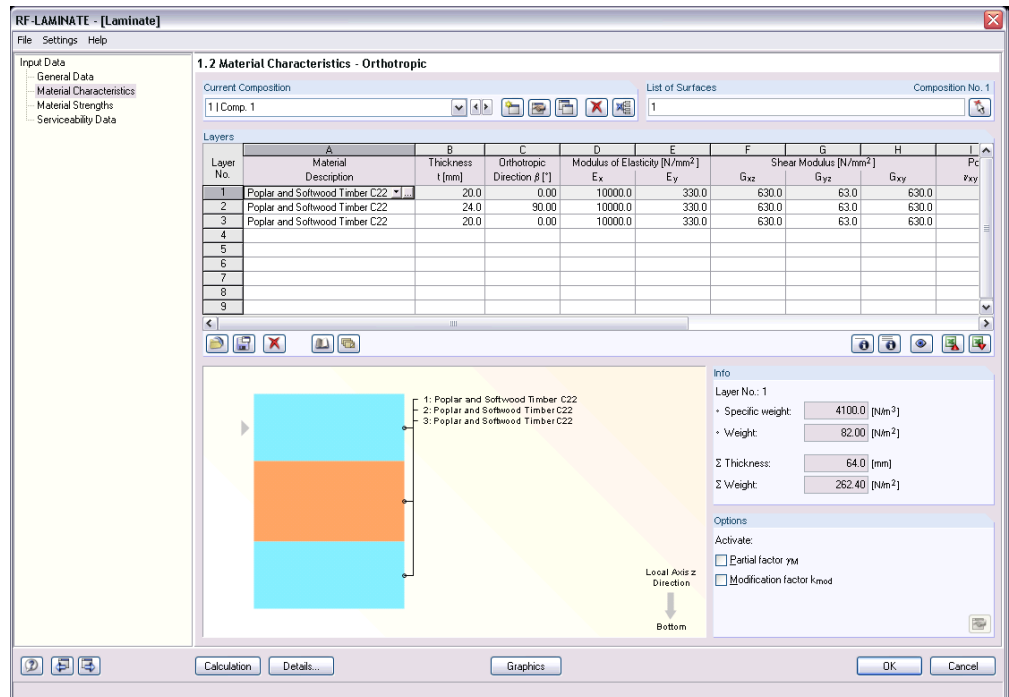 RF-LAMINATE - [Laminate]
File Settings Help
Input Data
General Data
Material Characteristics
Material Strengths
Serviceability Data
1.2 Material Characteristics - Orthotropic
Current Composition
1 | Comp. 1
List of Surfaces
Composition No. 1
1
Layers
A B C D E F G H I
Layer Material Thickness Orthotropic Modulus of Elasticity [N/mm²] Shear Modulus [N/mm²] Po
No. Description t [mm] Direction β [°] Ex Ey Gxz Gyz Gxy νxy
1 Poplar and Softwood Timber C22 ... 20.0 0.00 10000.0 330.0 630.0 63.0 630.0
2 Poplar and Softwood Timber C22 24.0 90.00 10000.0 330.0 630.0 63.0 630.0
3 Poplar and Softwood Timber C22 20.0 0.00 10000.0 330.0 630.0 63.0 630.0
4
5
6
7
8
9
1: Poplar and Softwood Timber C22
2: Poplar and Softwood Timber C22
3: Poplar and Softwood Timber C22
Local Axis z
Direction
Bottom
Info
Layer No.: 1
Specific weight: 4100.0 [N/m³]
Weight: 82.00 [N/m²]
Σ Thickness: 64.0 [mm]
Σ Weight: 262.40 [N/m²]
Options
Activate:
Partial factor γM
Modification factor kmod
Calculation Details... Graphics OK Cancel